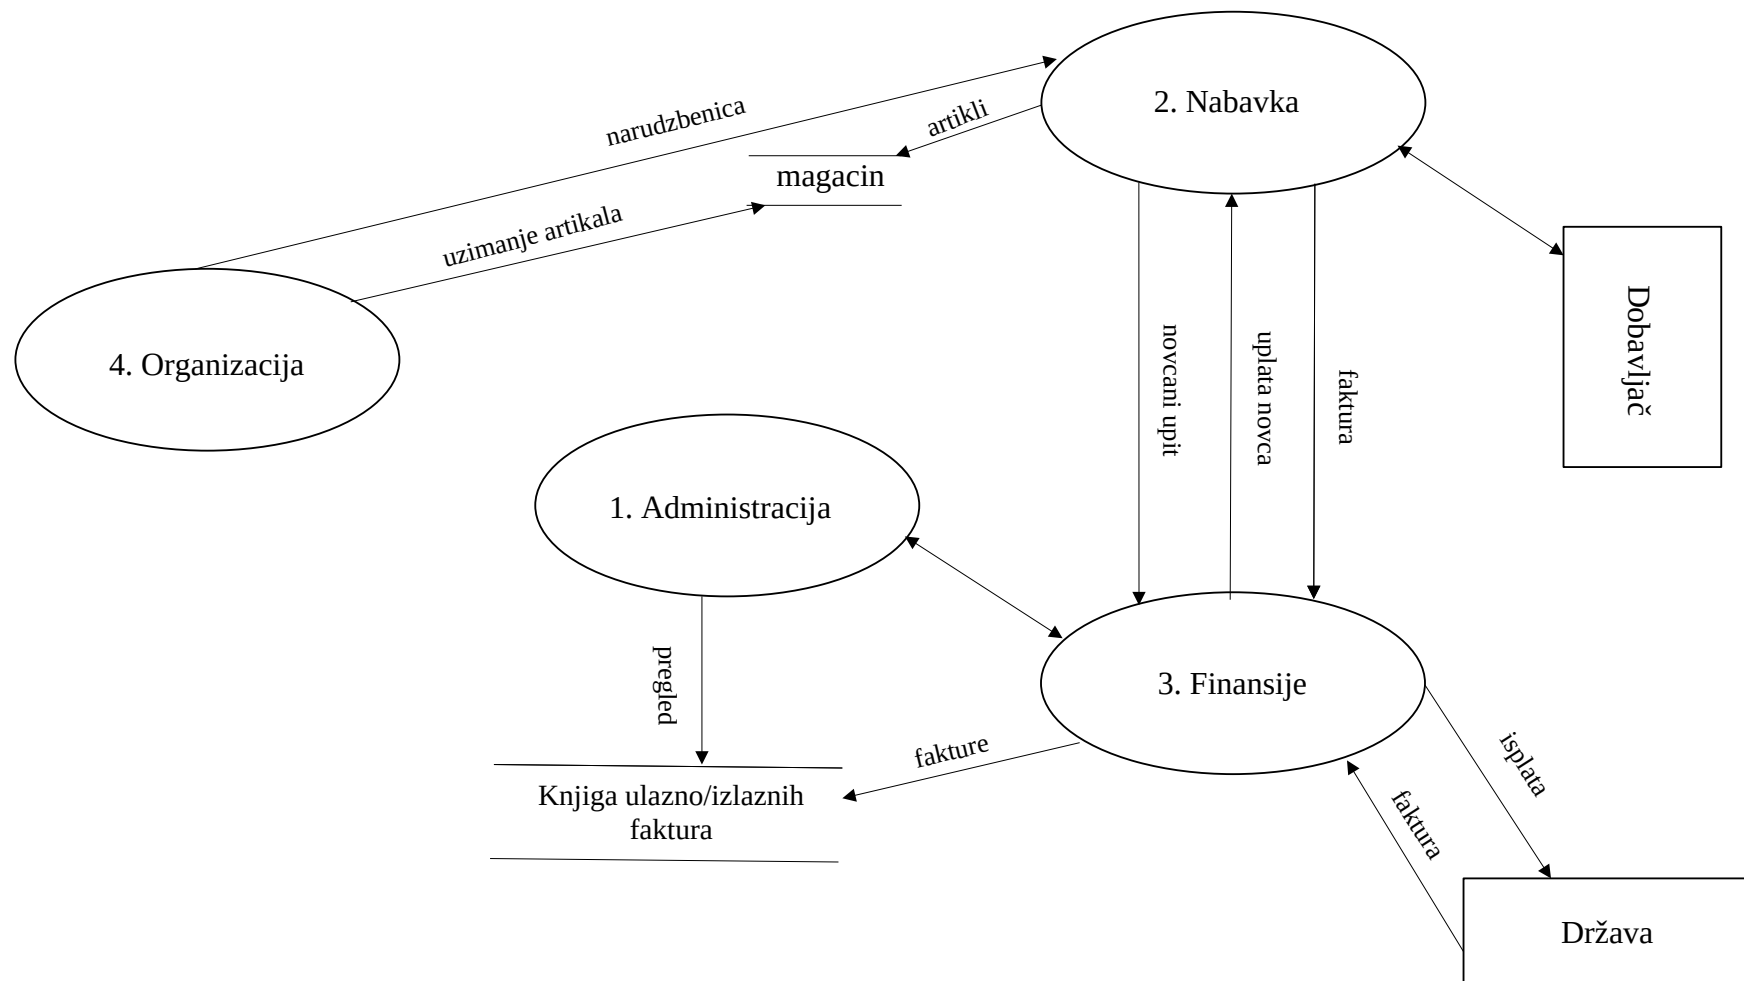 2. Nabavka
narudzbenica
artikli
magacin
uzimanje artikala
4. Organizacija
Dobavljač
novcani upit
uplata novca
faktura
1. Administracija
3. Finansije
pregled
fakture
isplata
faktura
Knjiga ulazno/izlaznih
faktura
Država